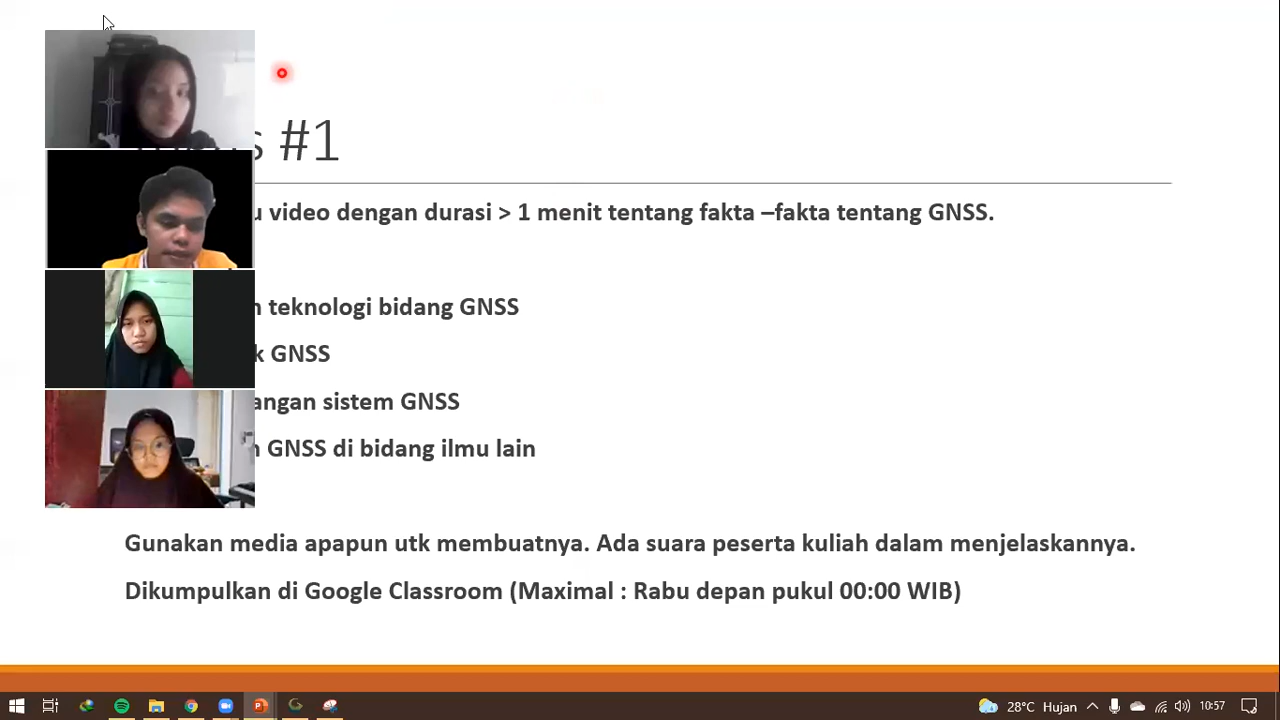 #1
video dengan durasi > 1 menit tentang fakta –fakta tentang GNSS.
teknologi bidang GNSS
GNSS
sistem GNSS
GNSS di bidang ilmu lain
Gunakan media apapun utk membuatnya. Ada suara peserta kuliah dalam menjelaskannya.
Dikumpulkan di Google Classroom (Maximal : Rabu depan pukul 00:00 WIB)
28°C Hujan 10:57